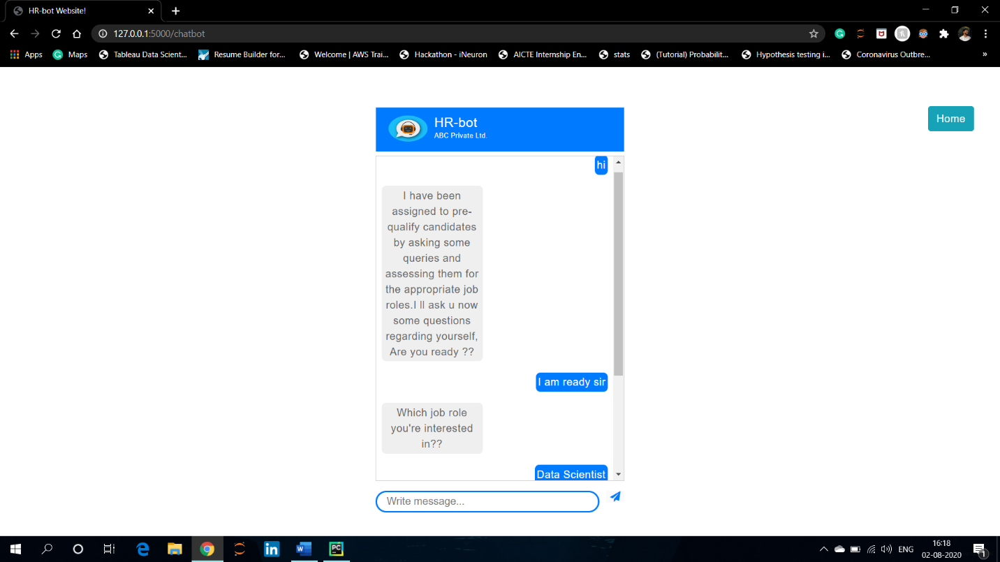 HR-bot Website!
127.0.0.1:5000/chatbot
Apps Maps Tableau Data Scient... Resume Builder for... Welcome | AWS Trai... Hackathon - iNeuron AICTE Internship En... stats (Tutorial) Probabilit... Hypothesis testing i... Coronavirus Outbre... »
Home
HR-bot
ABC Private Ltd.
hi
I have been
assigned to pre-
qualify candidates
by asking some
queries and
assessing them for
the appropriate job
roles.I ll ask u now
some questions
regarding yourself,
Are you ready ??
I am ready sir
Which job role
you're interested
in??
Data Scientist
Write message...
ENG
16:18
02-08-2020
1